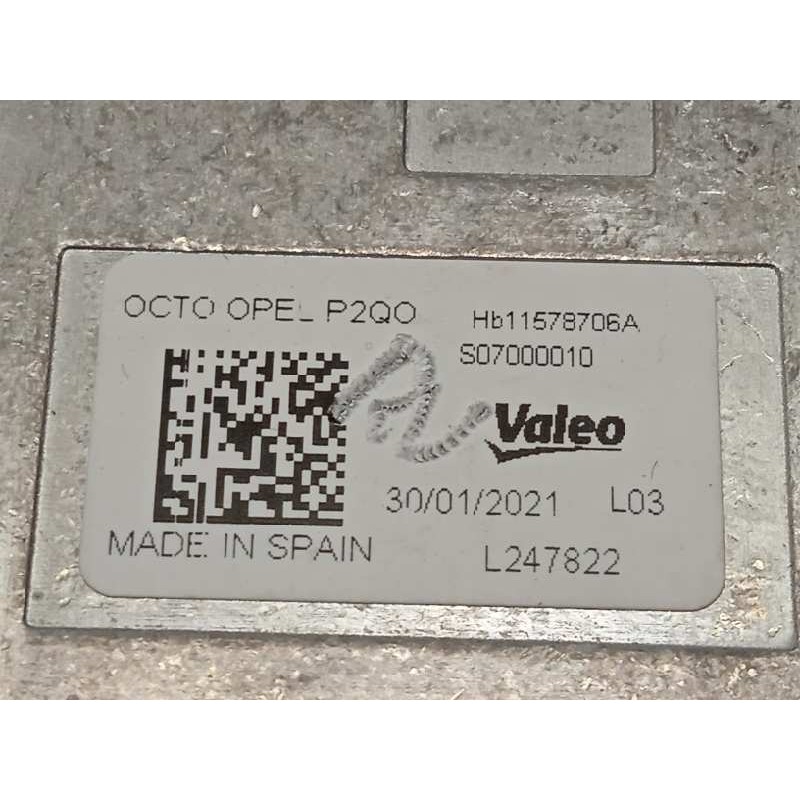 OCTO OPEL P2QO
Hb11578706A
S07000010
Valeo
30/01/2021 L03
MADE IN SPAIN
L247822